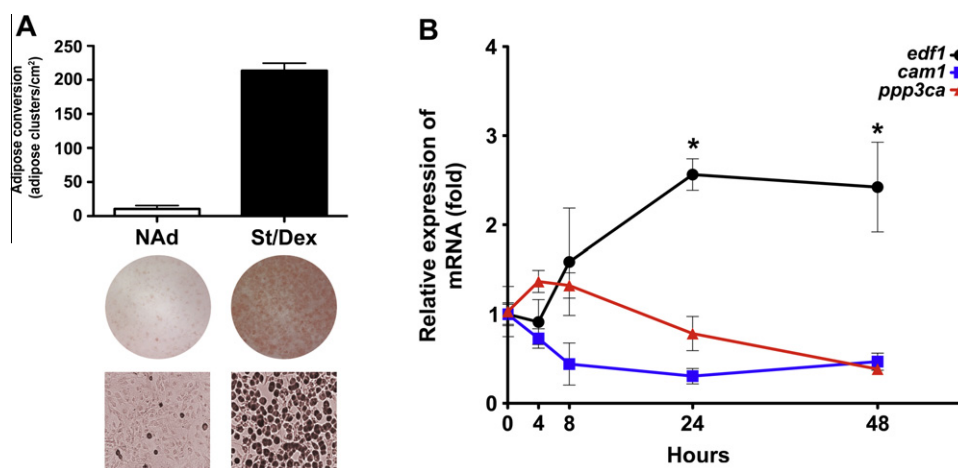 A
Adipose conversion
(adipose clusters/cm²)
250
200
150
100
50
0
NAd
St/Dex
B
Relative expression of
mRNA (fold)
4
3
2
1
0
edf1
cam1
ppp3ca
*
*
0
4
8
24
48
Hours